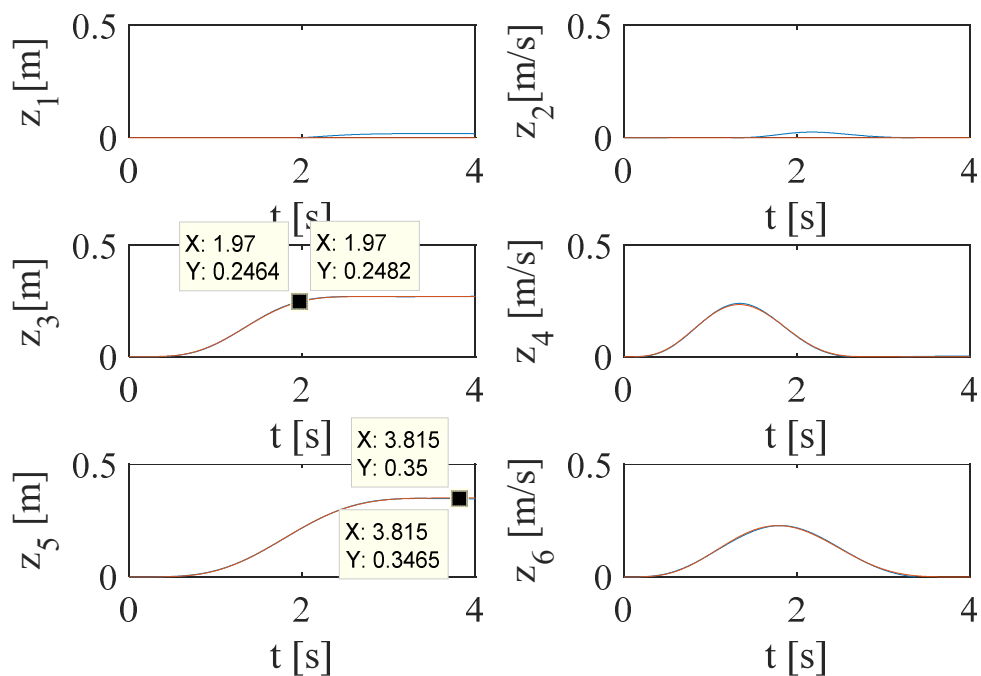 0.5
z1[m]
0
0
2
4
t [s]
0.5
z2[m/s]
0
0
2
4
t [s]
X: 1.97
Y: 0.2464
X: 1.97
Y: 0.2482
0.5
z3[m]
0
0
2
4
t [s]
0.5
z4 [m/s]
0
0
2
4
t [s]
X: 3.815
Y: 0.35
X: 3.815
Y: 0.3465
0.5
z5 [m]
0
0
2
4
t [s]
0.5
z6 [m/s]
0
0
2
4
t [s]